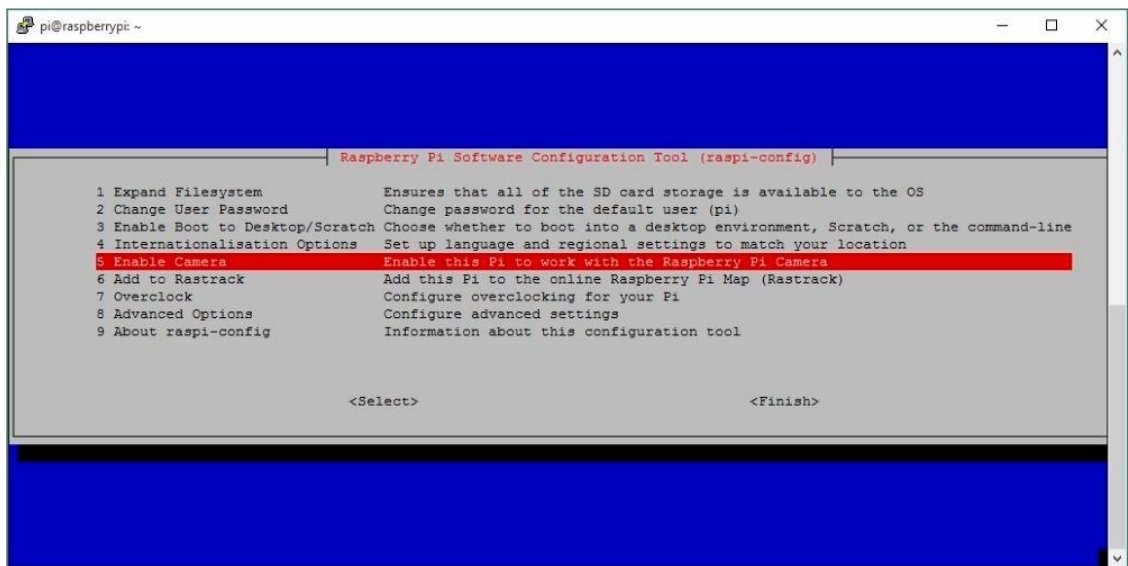 pi@raspberrypi: ~
Raspberry Pi Software Configuration Tool (raspi-config)
1 Expand Filesystem Ensures that all of the SD card storage is available to the OS
2 Change User Password Change password for the default user (pi)
3 Enable Boot to Desktop/Scratch Choose whether to boot into a desktop environment, Scratch, or the command-line
4 Internationalisation Options Set up language and regional settings to match your location
5 Enable Camera Enable this Pi to work with the Raspberry Pi Camera
6 Add to Rastrack Add this Pi to the online Raspberry Pi Map (Rastrack)
7 Overclock Configure overclocking for your Pi
8 Advanced Options Configure advanced settings
9 About raspi-config Information about this configuration tool
<Select> <Finish>